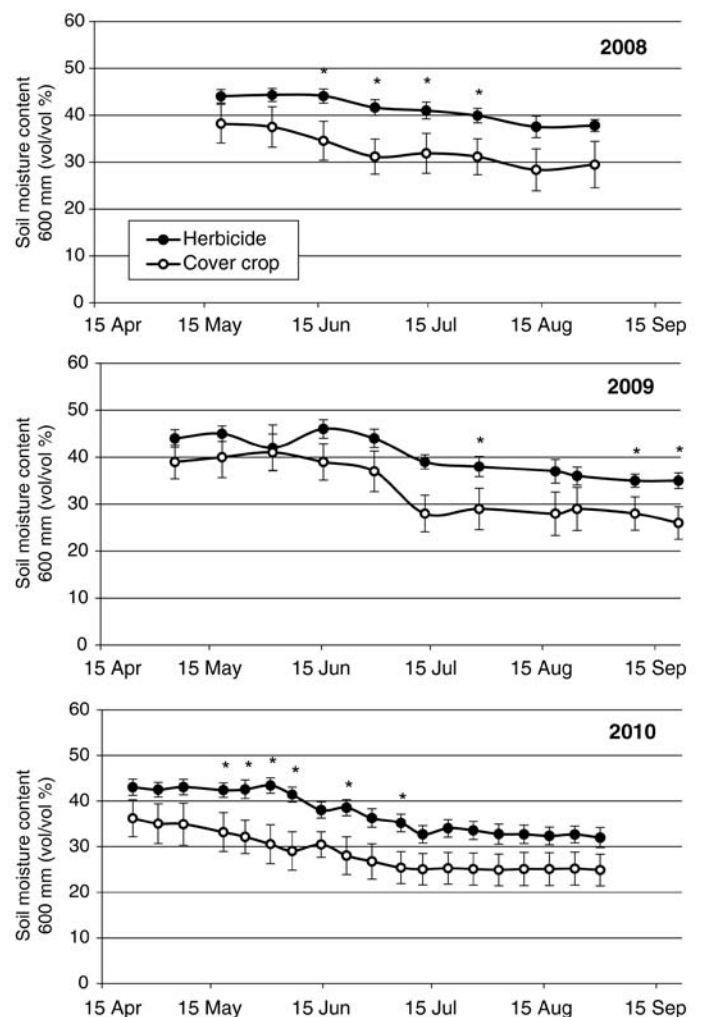 60
2008
50
* * * *
40
30
20
Herbicide
10
Cover crop
0
15 Apr 15 May 15 Jun 15 Jul 15 Aug 15 Sep
Soil moisture content
600 mm (vol/vol %)
60
2009
50
* * *
40
30
20
10
0
15 Apr 15 May 15 Jun 15 Jul 15 Aug 15 Sep
Soil moisture content
600 mm (vol/vol %)
60
2010
50
* * * * * *
40
30
20
10
0
15 Apr 15 May 15 Jun 15 Jul 15 Aug 15 Sep
Soil moisture content
600 mm (vol/vol %)